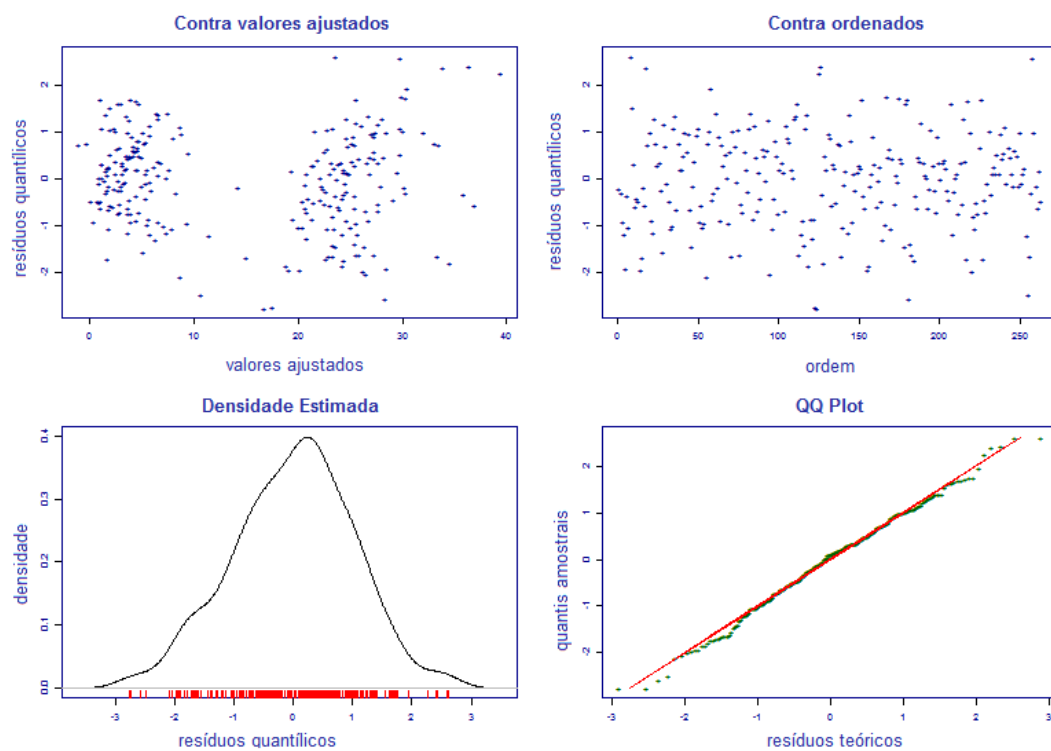 Contra valores ajustados
resíduos quantílicos
2
1
0
-1
-2
0 10 20 30 40
valores ajustados
Contra ordenados
resíduos quantílicos
2
1
0
-1
-2
0 50 100 150 200 250
ordem
Densidade Estimada
densidade
0.4
0.3
0.2
0.1
0.0
-3 -2 -1 0 1 2 3
resíduos quantílicos
QQ Plot
quantis amostrais
2
1
0
-1
-2
-3 -2 -1 0 1 2 3
resíduos teóricos